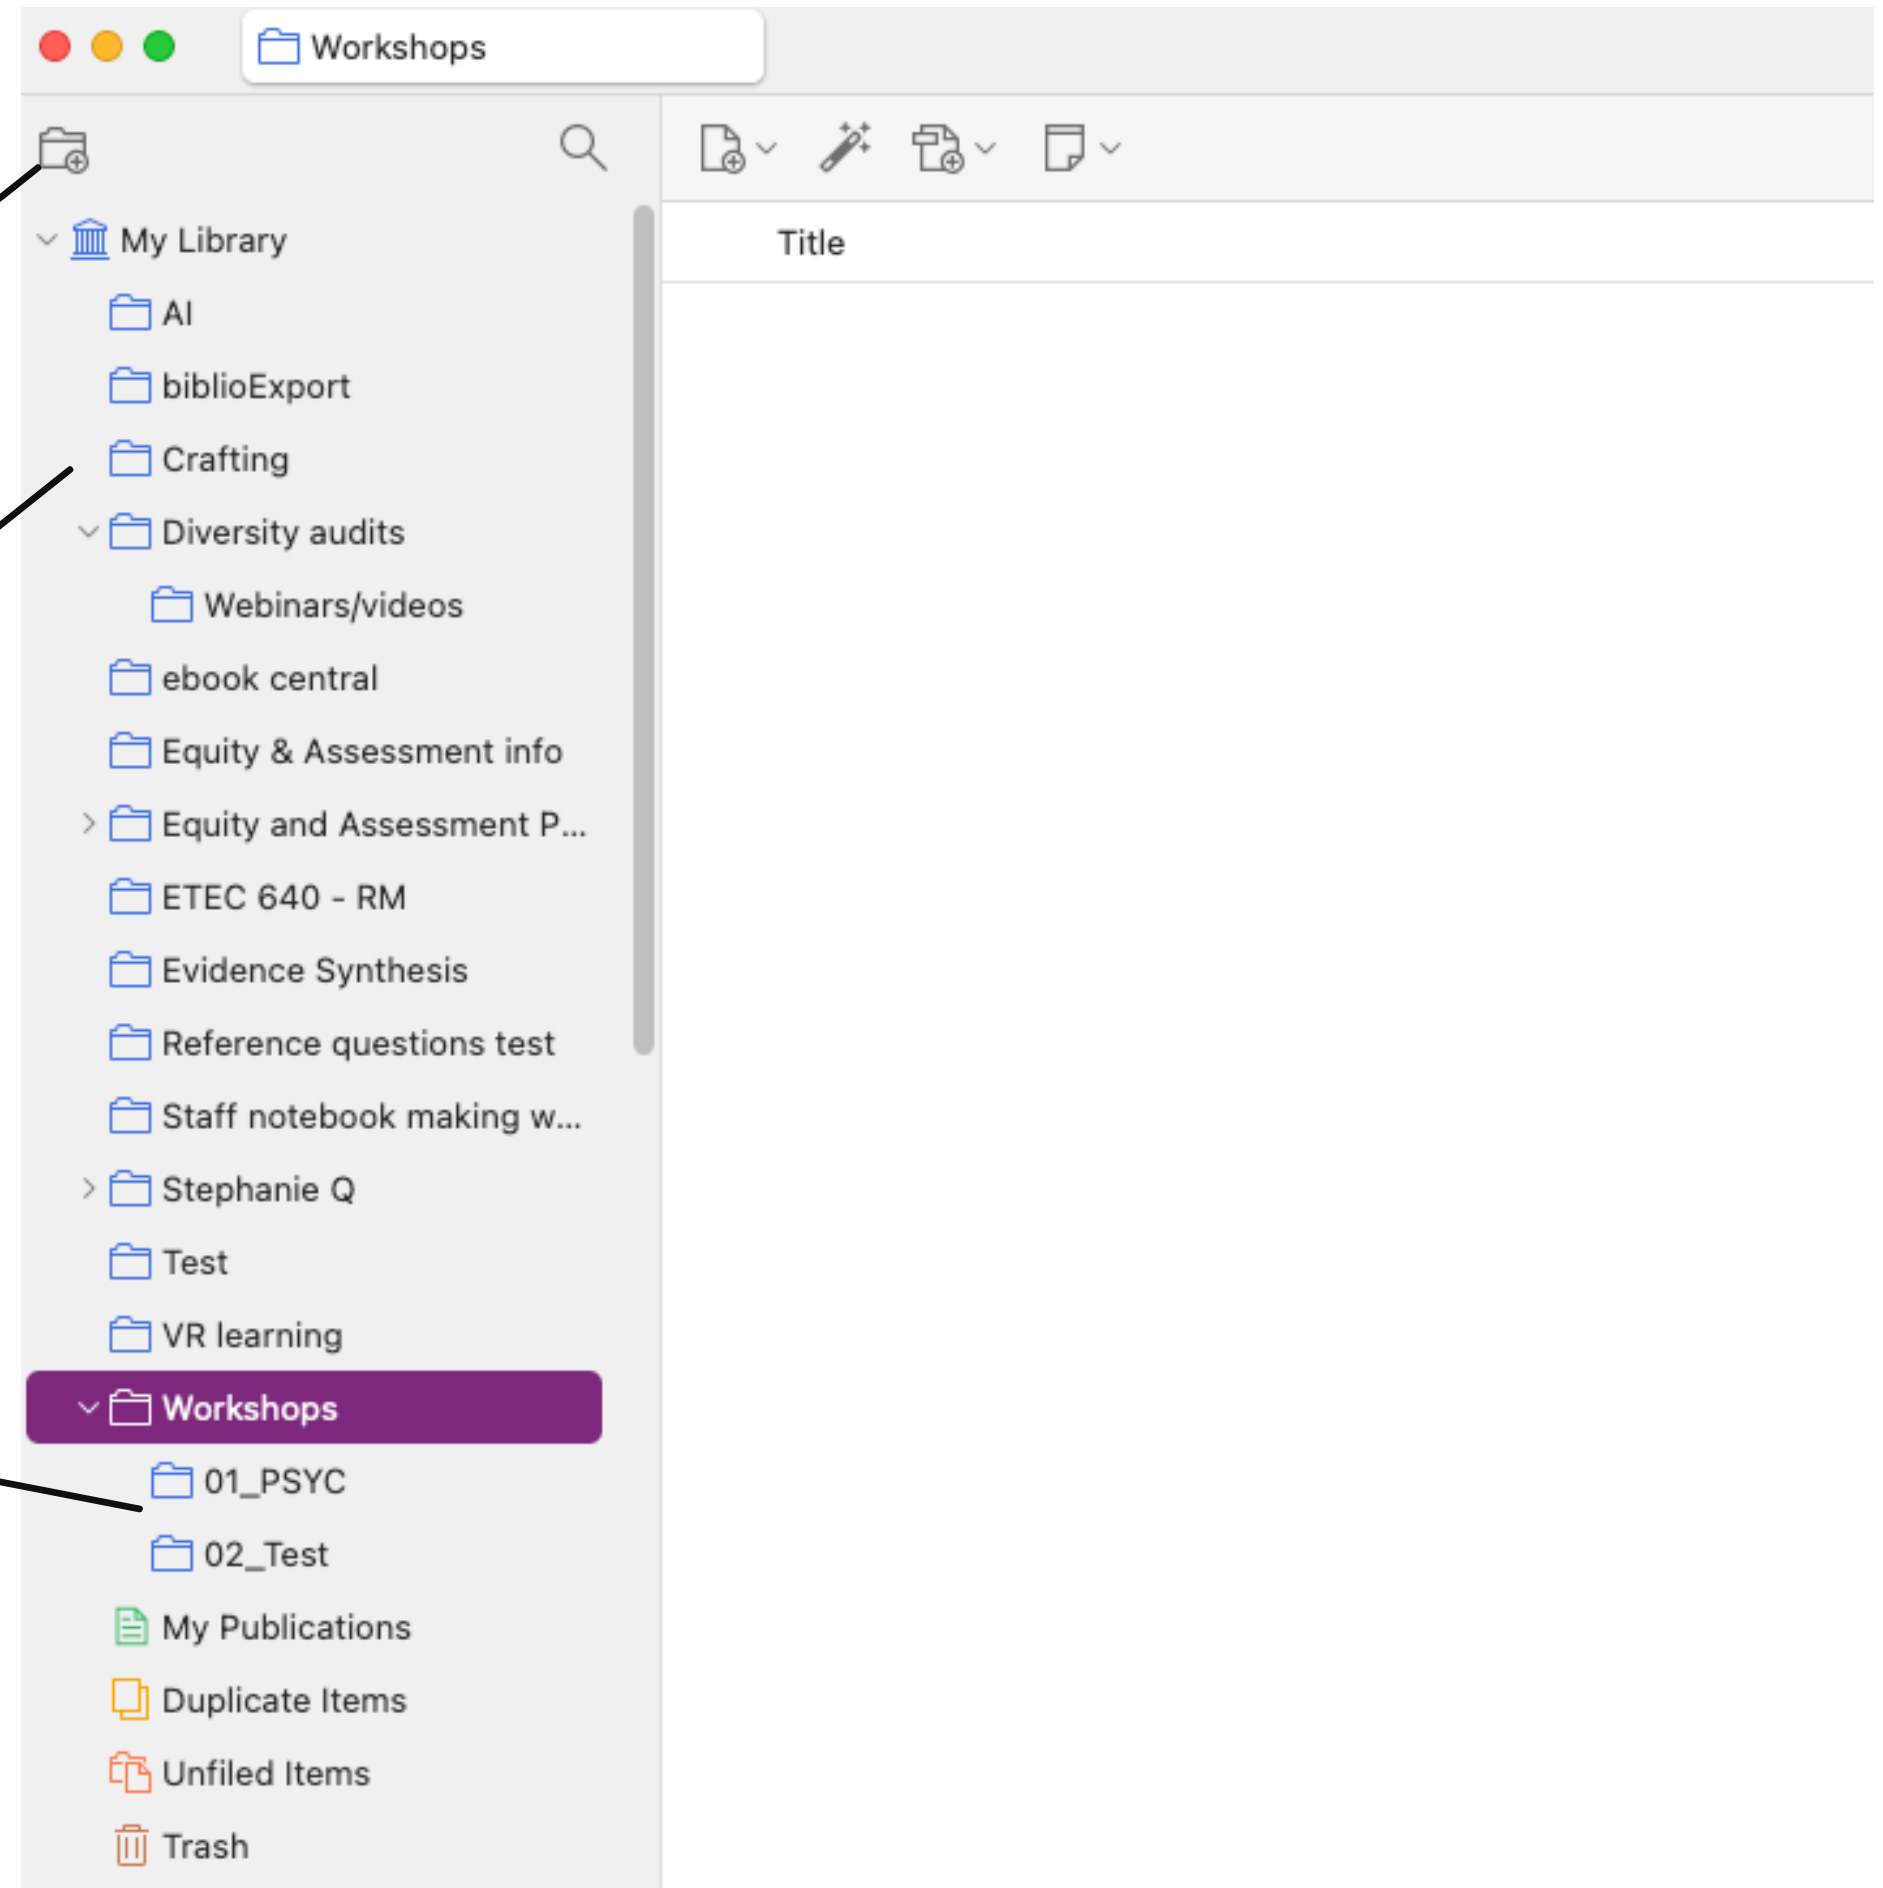 Workshops
My Library
Title
AI
biblioExport
Crafting
Diversity audits
Webinars/videos
ebook central
Equity & Assessment info
Equity and Assessment P...
ETEC 640 - RM
Evidence Synthesis
Reference questions test
Staff notebook making w...
Stephanie Q
Test
VR learning
Workshops
01_PSYC
02_Test
My Publications
Duplicate Items
Unfiled Items
Trash